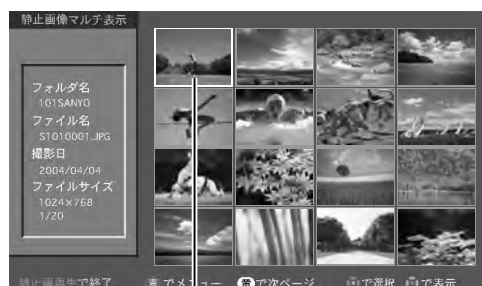 静止画像マルチ表示
フォルダ名
101SANYO
ファイル名
S1010001.JPG
撮影日
2004/04/04
ファイルサイズ
1024×768
1/20
静止画再生で終了
青でメニュー
黄で次ページ
で選択
で表示